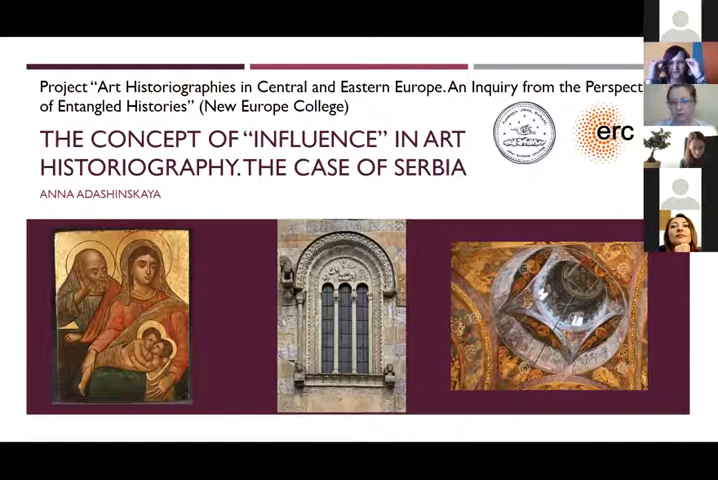 Project “Art Historiographies in Central and Eastern Europe. An Inquiry from the Perspect
of Entangled Histories” (New Europe College)
THE CONCEPT OF “INFLUENCE” IN ART
HISTORIOGRAPHY. THE CASE OF SERBIA
ANNA ADASHINSKAYA
erc